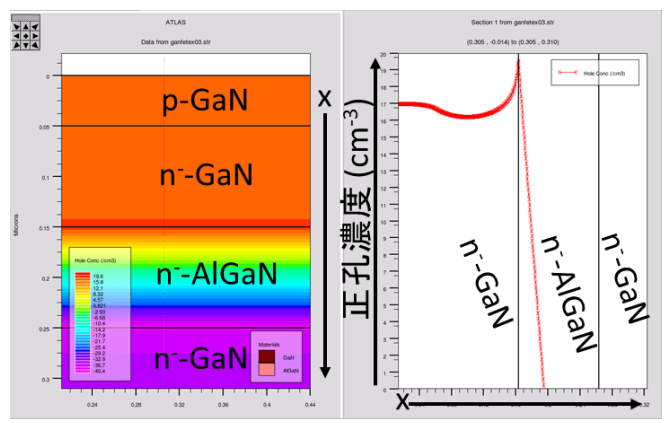 ATLAS
Data from ganfetex03.str
Microns
0
0.05
0.1
0.15
0.2
0.25
0.3
0.24
0.28
0.32
0.36
0.4
0.44
p-GaN
n⁻-GaN
n⁻-AlGaN
n⁻-GaN
X
Hole Conc (/cm3)
19.6
15.8
12.1
8.32
4.57
0.821
-2.93
-6.68
-10.4
-14.2
-17.9
-21.7
-25.4
-29.2
-32.9
-36.7
-40.4
Materials
GaN
AlGaN
Section 1 from ganfetex03.str
(0.305 , -0.014) to (0.305 , 0.310)
正孔濃度 (cm⁻³)
20
19
18
17
16
15
14
13
12
11
10
9
8
7
6
5
4
3
2
1
0
Hole Conc (/cm3)
n⁻-GaN
n⁻-AlGaN
n⁻-GaN
X
0.32